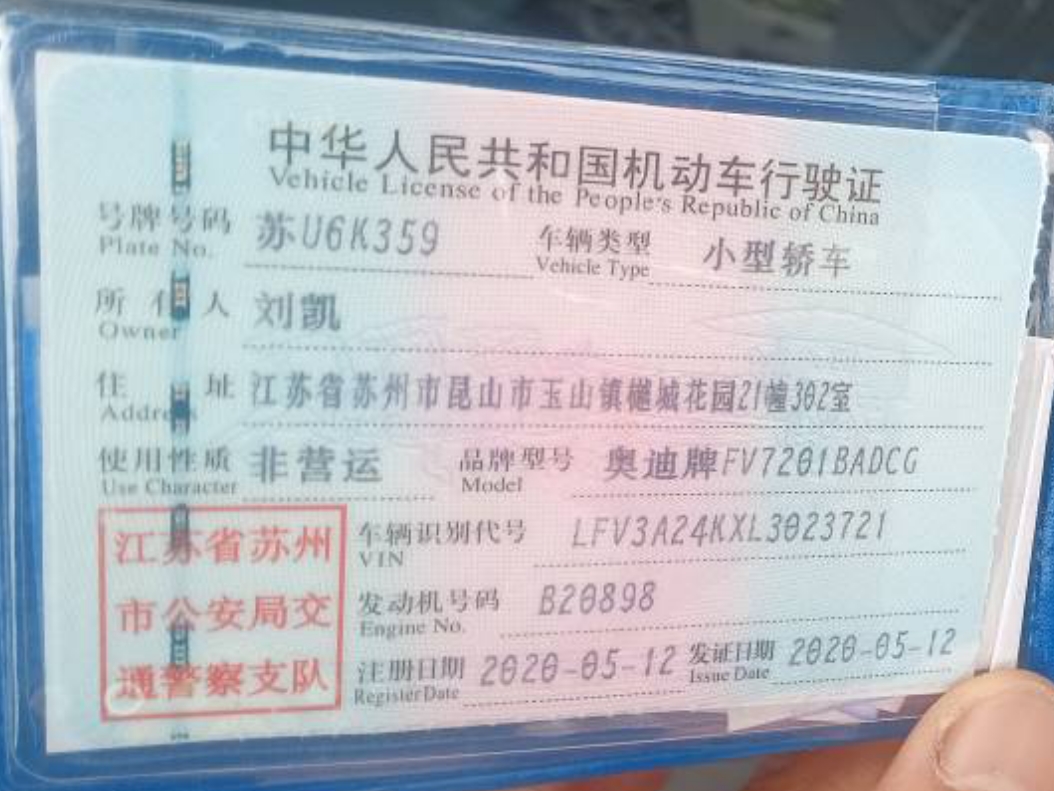 中华人民共和国机动车行驶证
Vehicle License of the People's Republic of China
号牌号码 苏U6K359 车辆类型 小型轿车
Plate No. Vehicle Type
所有人 刘凯
Owner
住址 江苏省苏州市昆山市玉山镇樾城花园21幢302室
Address
使用性质 非营运 品牌型号 奥迪牌FV7201BADCG
Use Character Model
江苏省苏州
市公安局交
通警察支队
车辆识别代号 LFV3A24KXL3023721
VIN
发动机号码 B20898
Engine No.
注册日期 2020-05-12 发证日期 2020-05-12
Register Date Issue Date